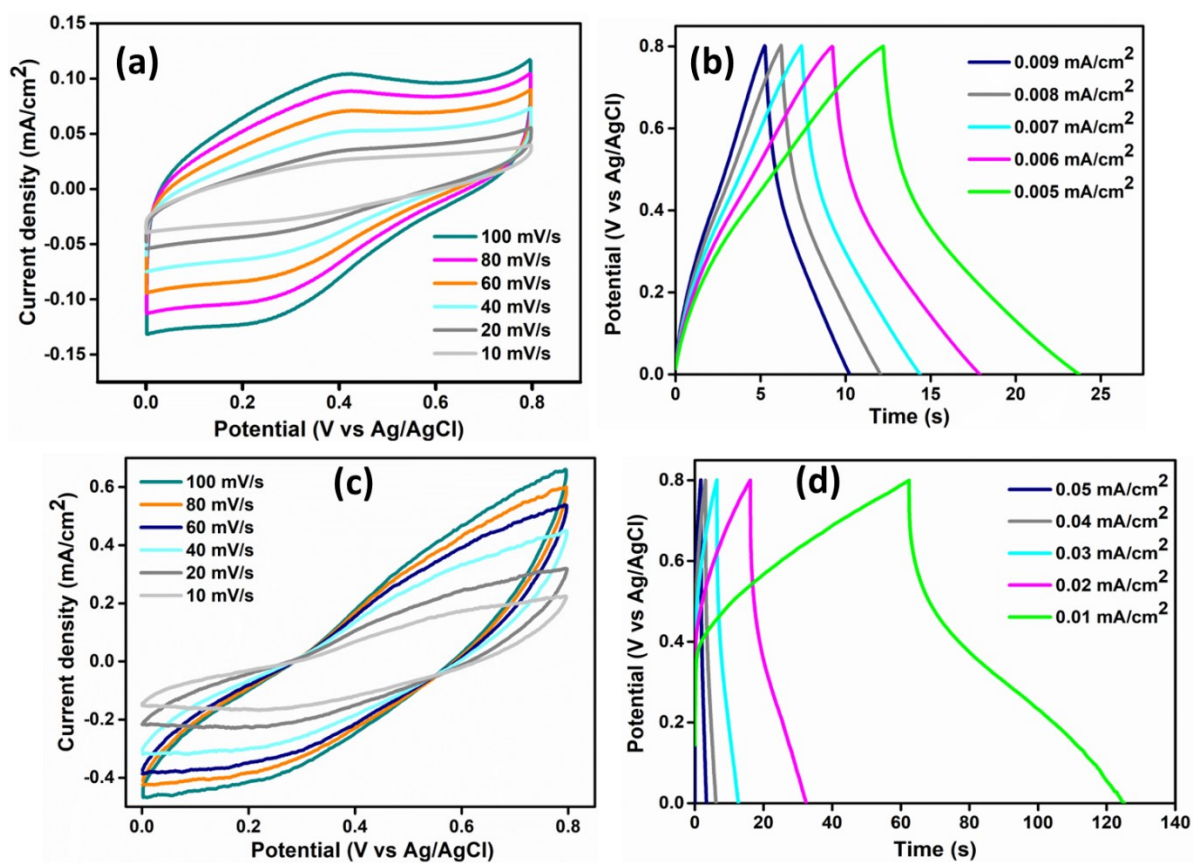 (a)
0.15
0.10
0.05
0.00
-0.05
-0.10
-0.15
Current density (mA/cm²)
100 mV/s
80 mV/s
60 mV/s
40 mV/s
20 mV/s
10 mV/s
0.0 0.2 0.4 0.6 0.8
Potential (V vs Ag/AgCl)
(b)
0.8
0.6
0.4
0.2
0.0
Potential (V vs Ag/AgCl)
0.009 mA/cm²
0.008 mA/cm²
0.007 mA/cm²
0.006 mA/cm²
0.005 mA/cm²
0 5 10 15 20 25
Time (s)
(c)
0.6
0.4
0.2
0.0
-0.2
-0.4
Current density (mA/cm²)
100 mV/s
80 mV/s
60 mV/s
40 mV/s
20 mV/s
10 mV/s
0.0 0.2 0.4 0.6 0.8
Potential (V vs Ag/AgCl)
(d)
0.8
0.6
0.4
0.2
0.0
Potential (V vs Ag/AgCl)
0.05 mA/cm²
0.04 mA/cm²
0.03 mA/cm²
0.02 mA/cm²
0.01 mA/cm²
0 20 40 60 80 100 120 140
Time (s)